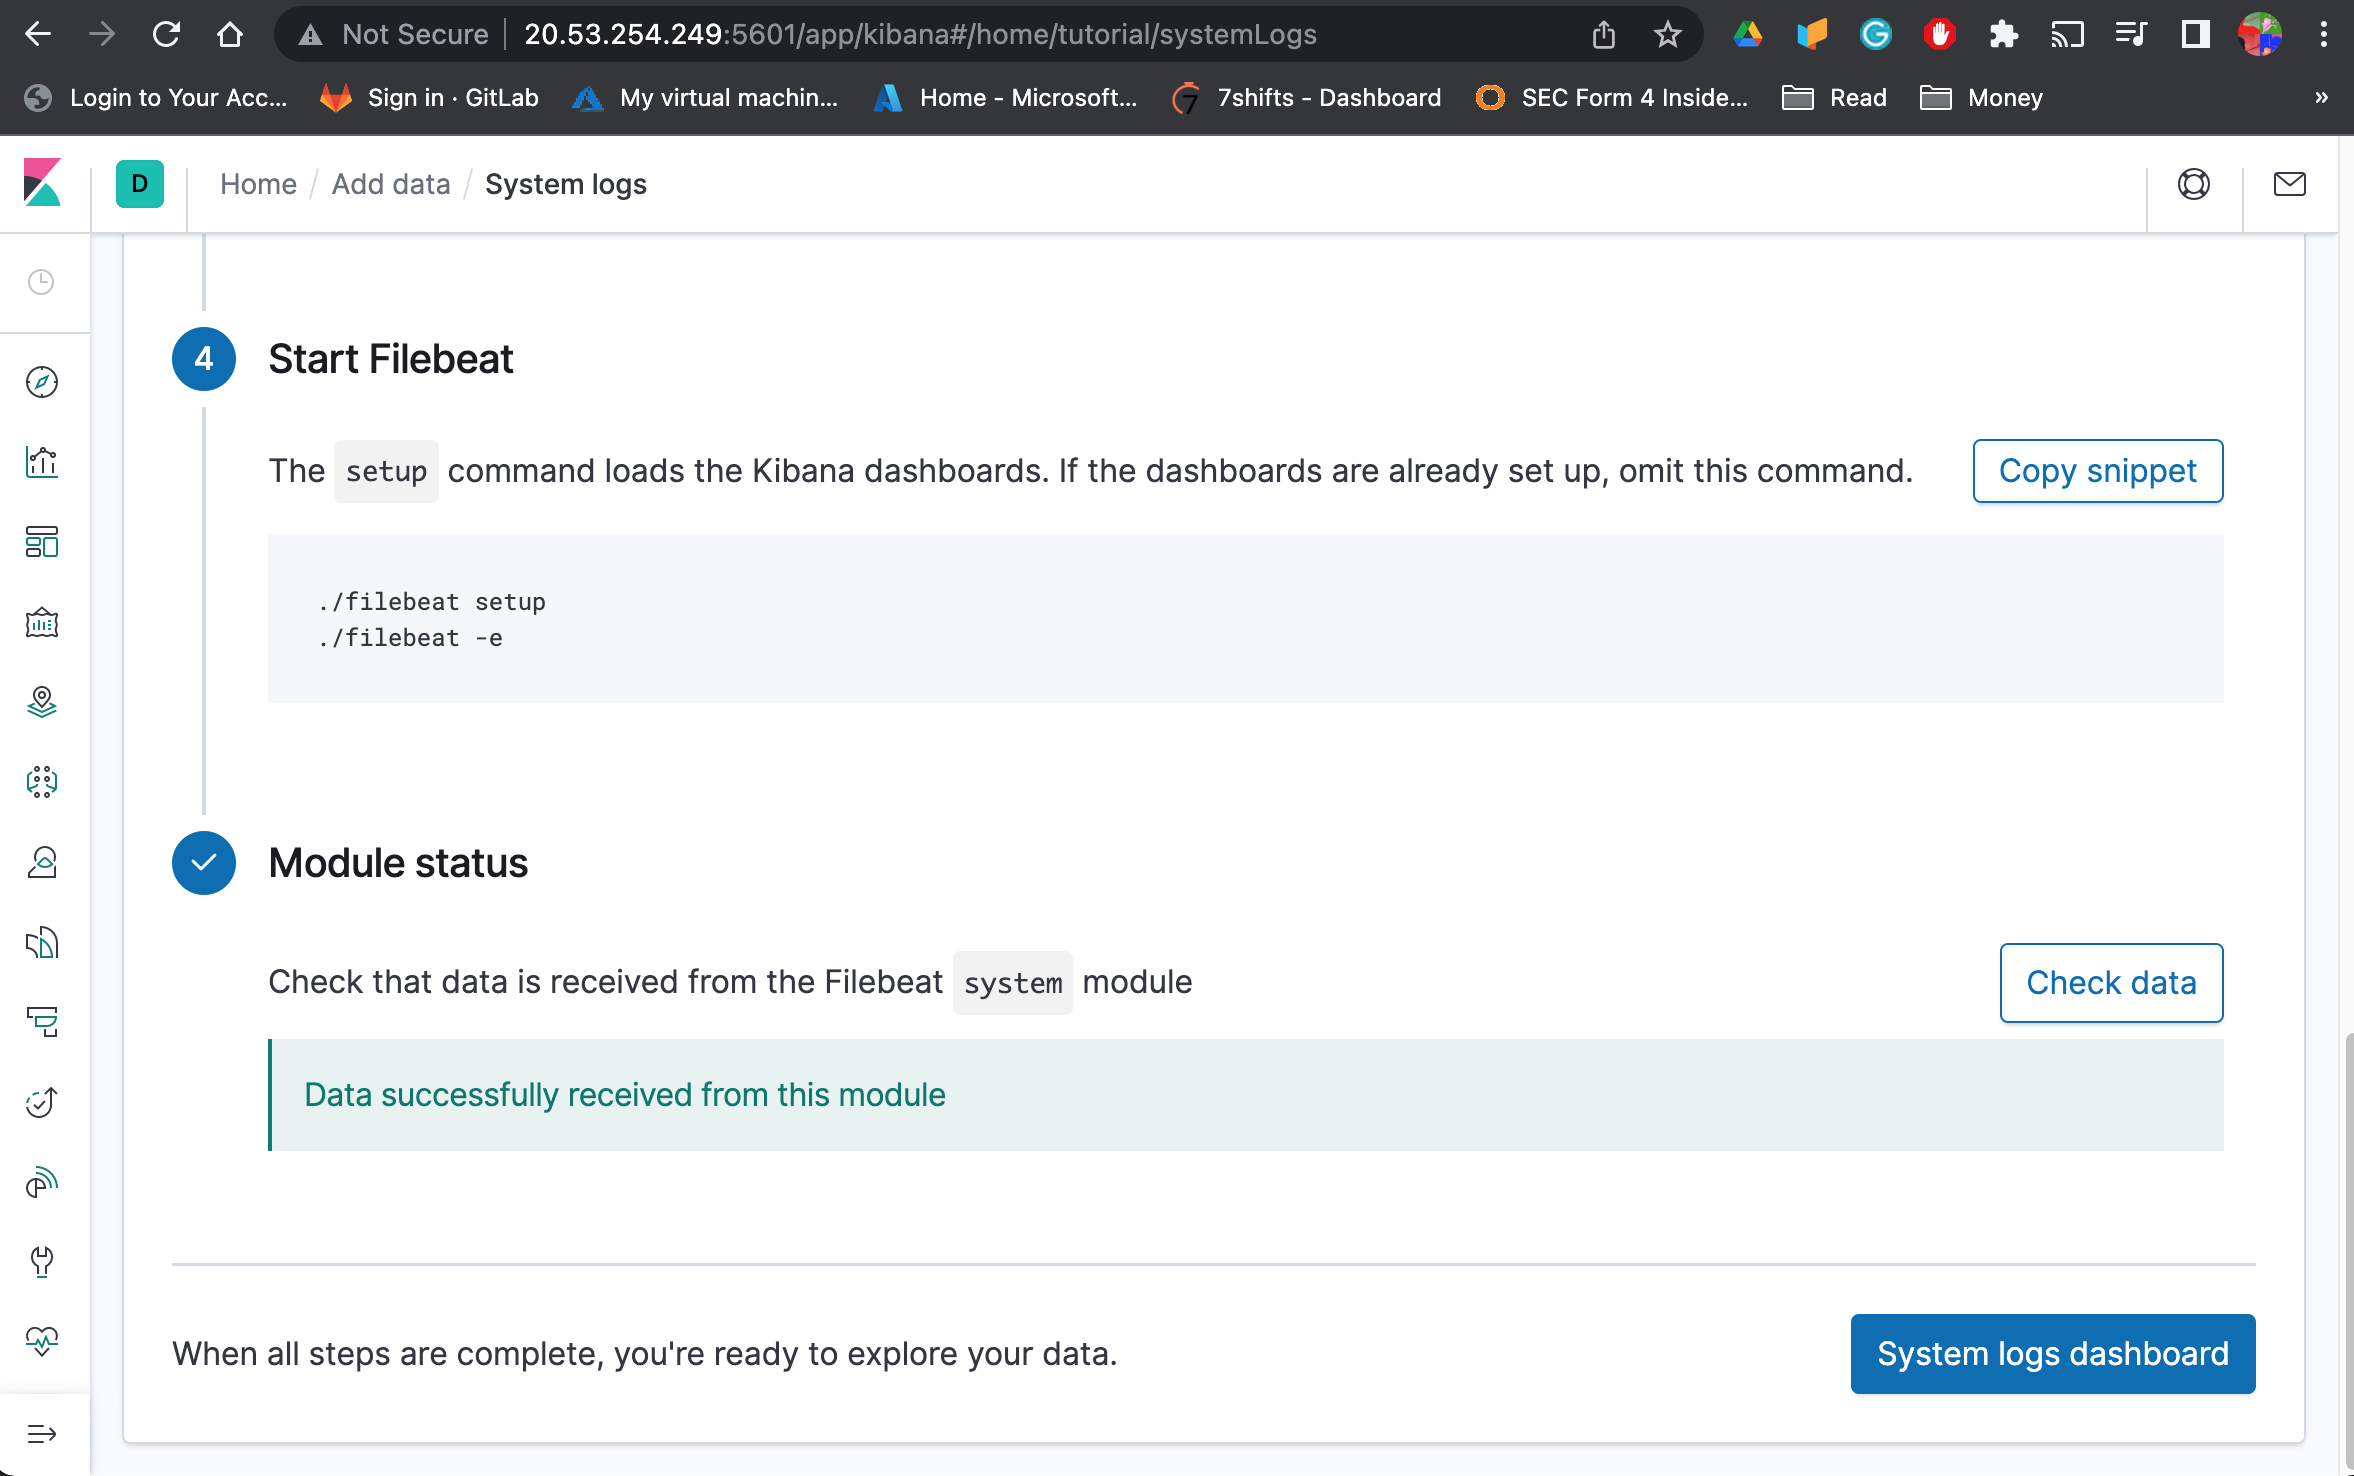 Not Secure 20.53.254.249:5601/app/kibana#/home/tutorial/systemLogs
Login to Your Acc... Sign in · GitLab My virtual machin... Home - Microsoft... 7shifts - Dashboard SEC Form 4 Inside... Read Money »
D Home / Add data / System logs
4 Start Filebeat
The setup command loads the Kibana dashboards. If the dashboards are already set up, omit this command. Copy snippet
./filebeat setup
./filebeat -e
Module status
Check that data is received from the Filebeat system module Check data
Data successfully received from this module
When all steps are complete, you're ready to explore your data. System logs dashboard